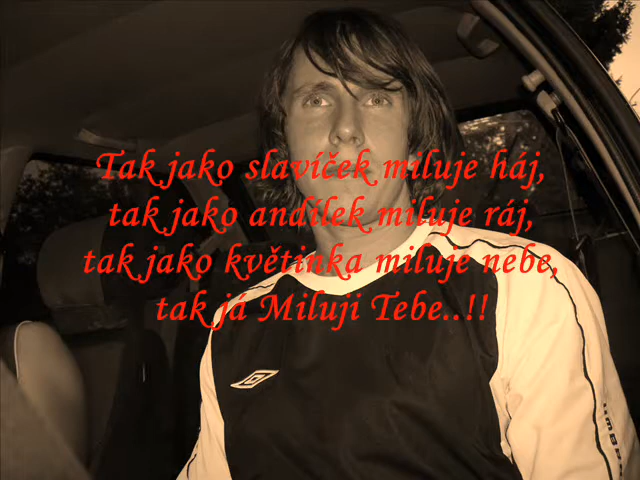 Tak jako slavíček miluje háj,
tak jako andílek miluje ráj,
tak jako květinka miluje nebe,
tak já Miluji Tebe..!!